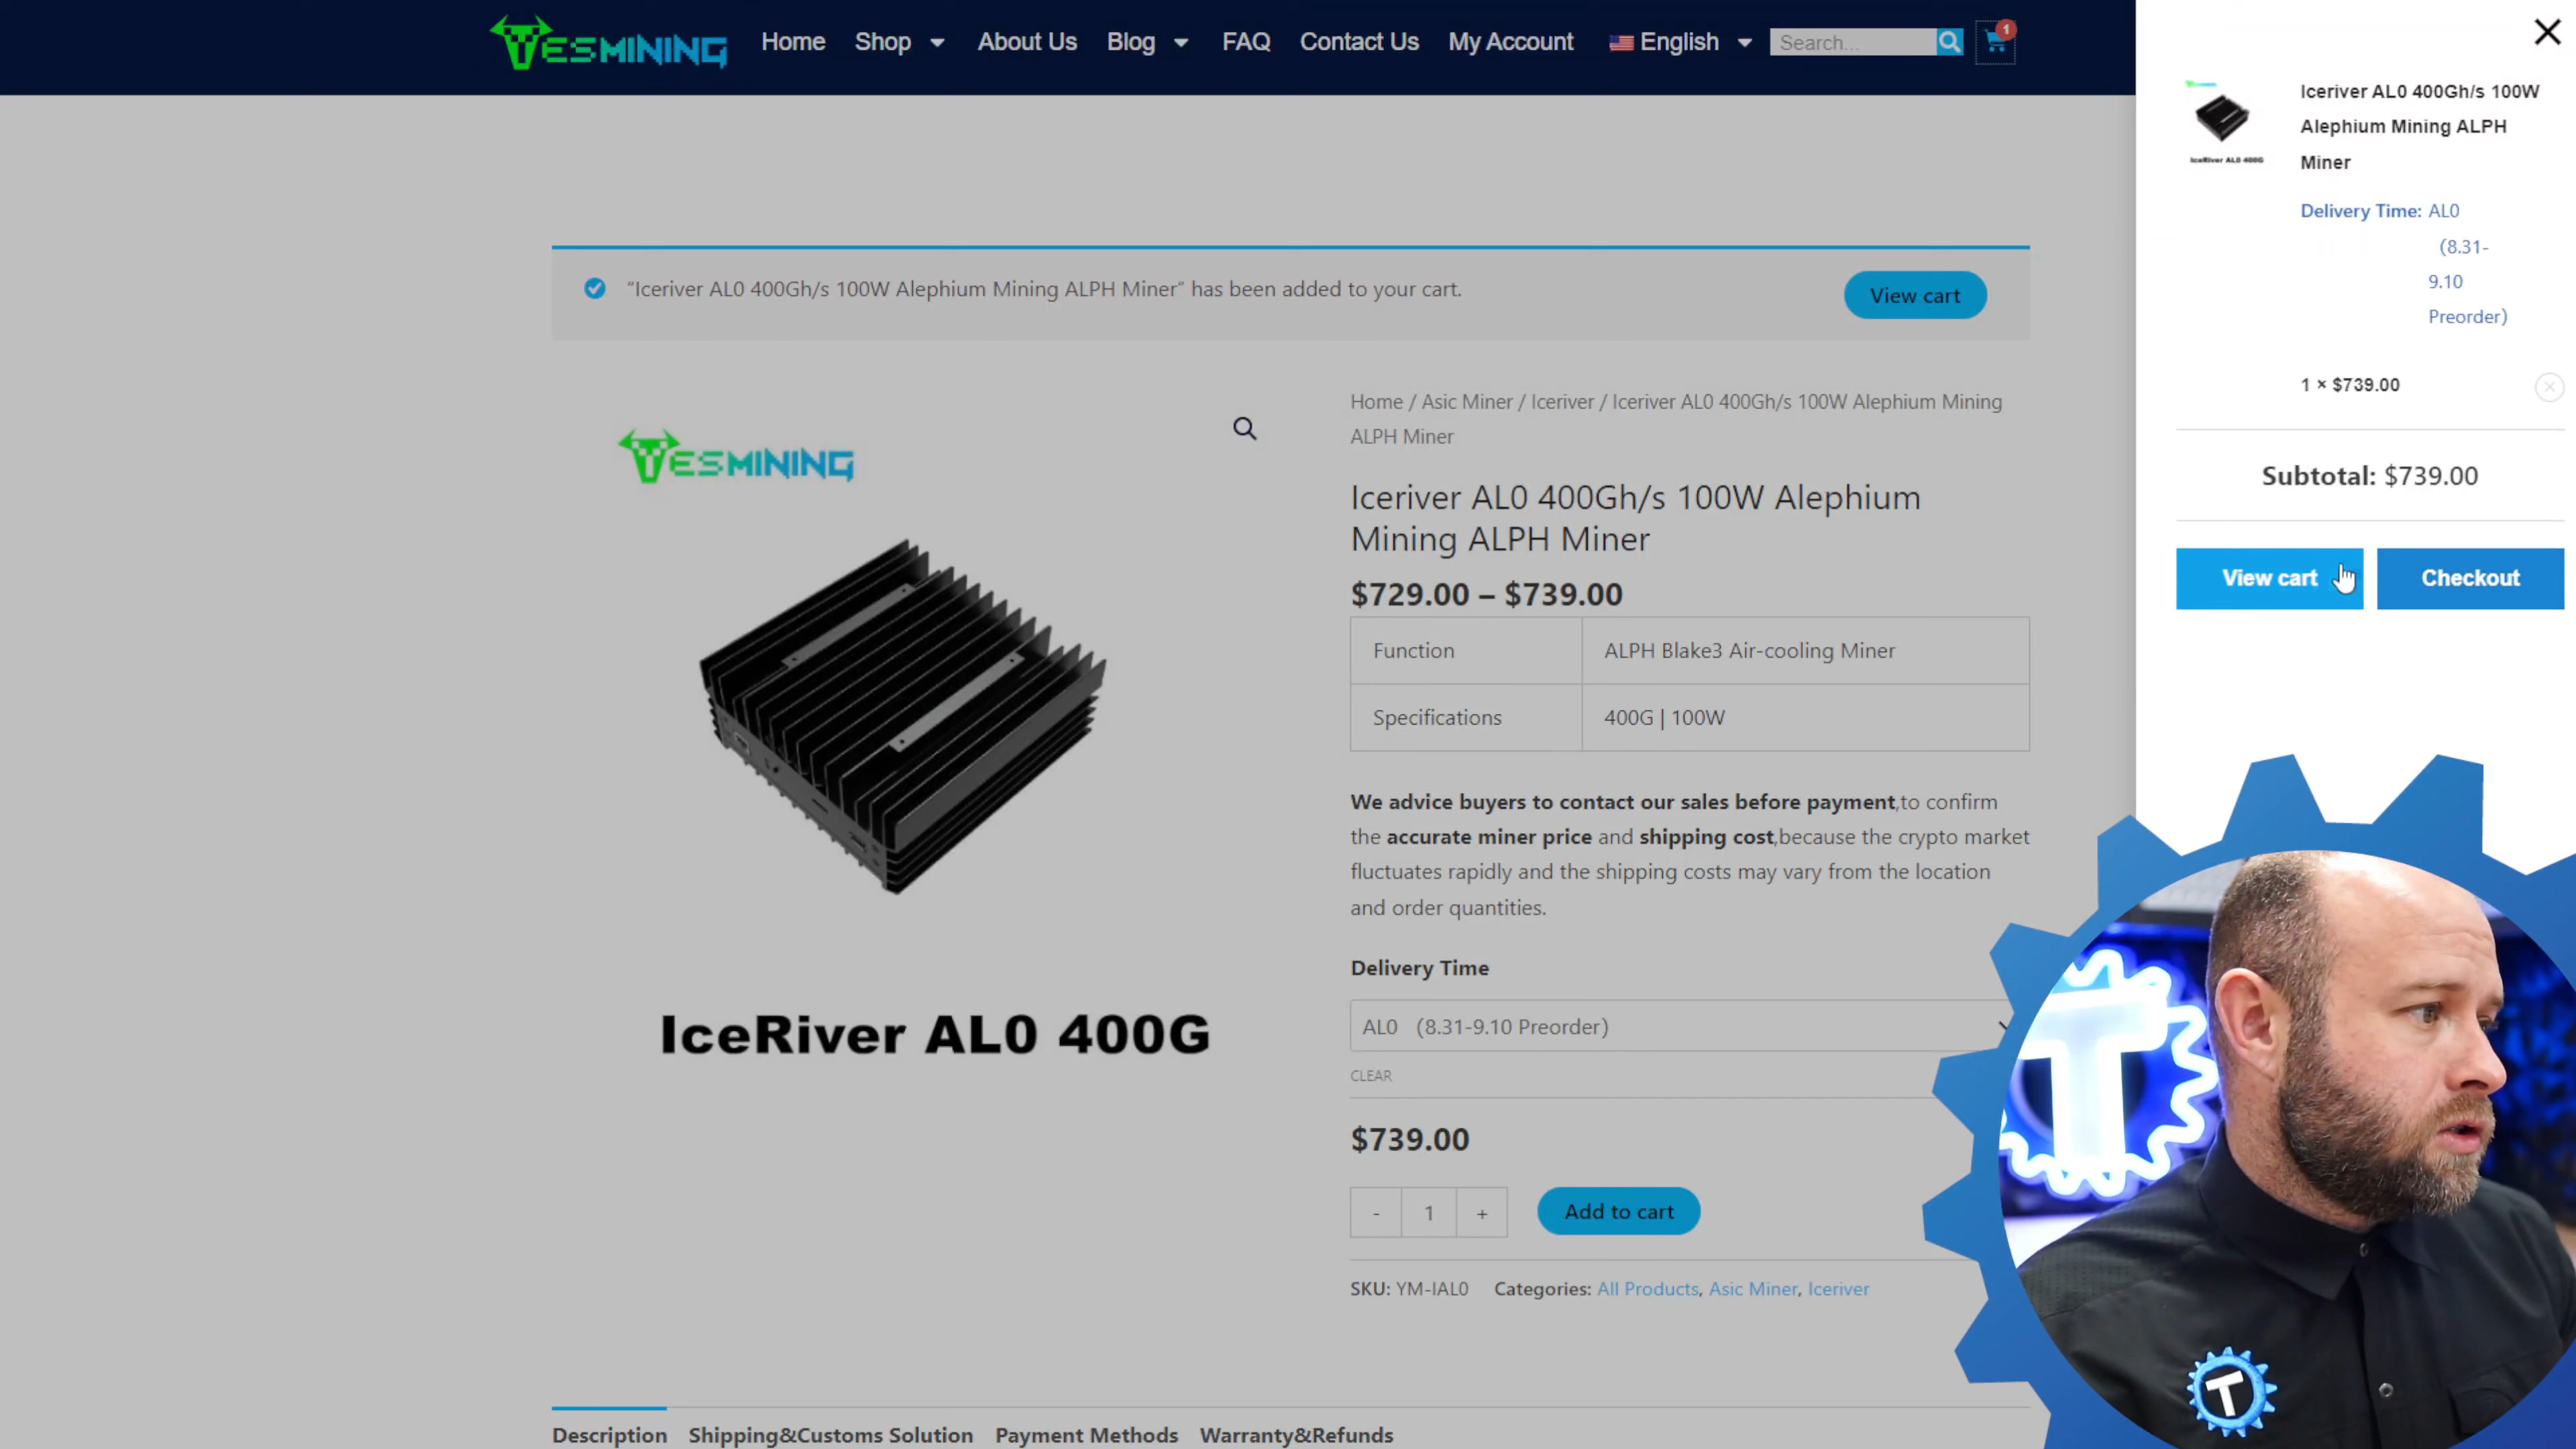 YESMINING
Home
Shop
About Us
Blog
FAQ
Contact Us
My Account
English
Search...
1
"Iceriver AL0 400Gh/s 100W Alephium Mining ALPH Miner" has been added to your cart.
View cart
YESMINING
IceRiver AL0 400G
Home / Asic Miner / Iceriver / Iceriver AL0 400Gh/s 100W Alephium Mining
ALPH Miner
Iceriver AL0 400Gh/s 100W Alephium
Mining ALPH Miner
$729.00 – $739.00
Function
ALPH Blake3 Air-cooling Miner
Specifications
400G | 100W
We advice buyers to contact our sales before payment,to confirm
the accurate miner price and shipping cost,because the crypto market
fluctuates rapidly and the shipping costs may vary from the location
and order quantities.
Delivery Time
AL0 (8.31-9.10 Preorder)
CLEAR
$739.00
- 1 +
Add to cart
SKU: YM-IAL0 Categories: All Products, Asic Miner, Iceriver
Description
Shipping&Customs Solution
Payment Methods
Warranty&Refunds
IceRiver AL0 400G
Iceriver AL0 400Gh/s 100W
Alephium Mining ALPH
Miner
Delivery Time: AL0
(8.31-
9.10
Preorder)
1 × $739.00
Subtotal: $739.00
View cart
Checkout
T
T